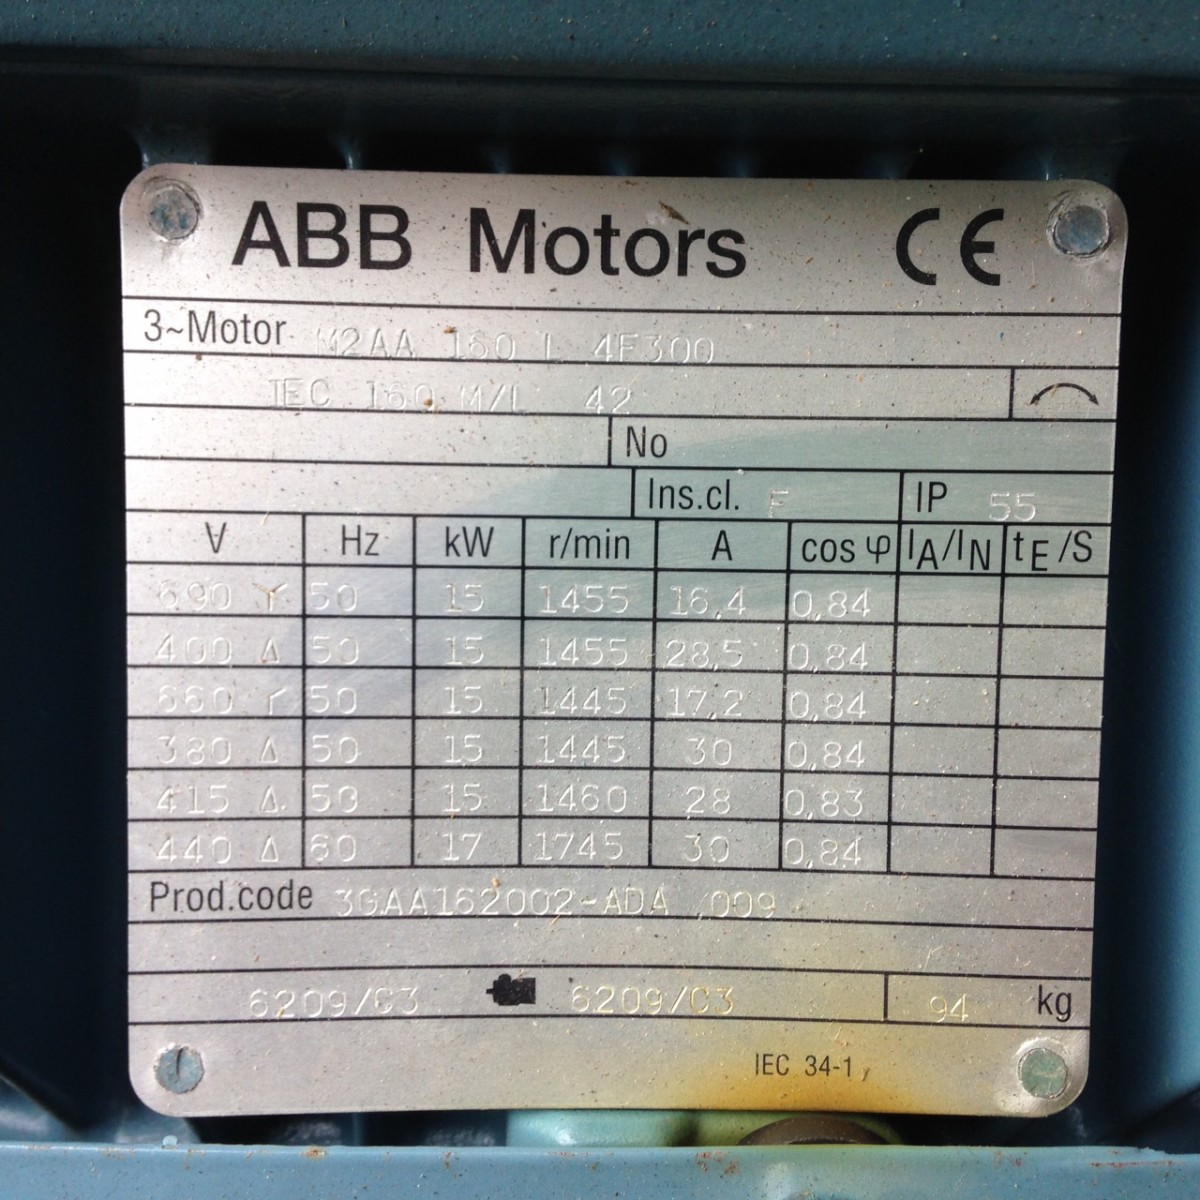 ABB Motors CE
3~Motor M2AA 160 L 4F300
IEC 160 M/L 42
No
Ins.cl. F IP 55
V Hz kW r/min A cos φ IA/IN tE/S
690 Y 50 15 1455 16,4 0,84
400 Δ 50 15 1455 28,5 0,84
660 Y 50 15 1445 17,2 0,84
380 Δ 50 15 1445 30 0,84
415 Δ 50 15 1460 28 0,83
440 Δ 60 17 1745 30 0,84
Prod.code 3GAA162002-ADA 009
6209/C3 6209/C3 94 kg
IEC 34-1